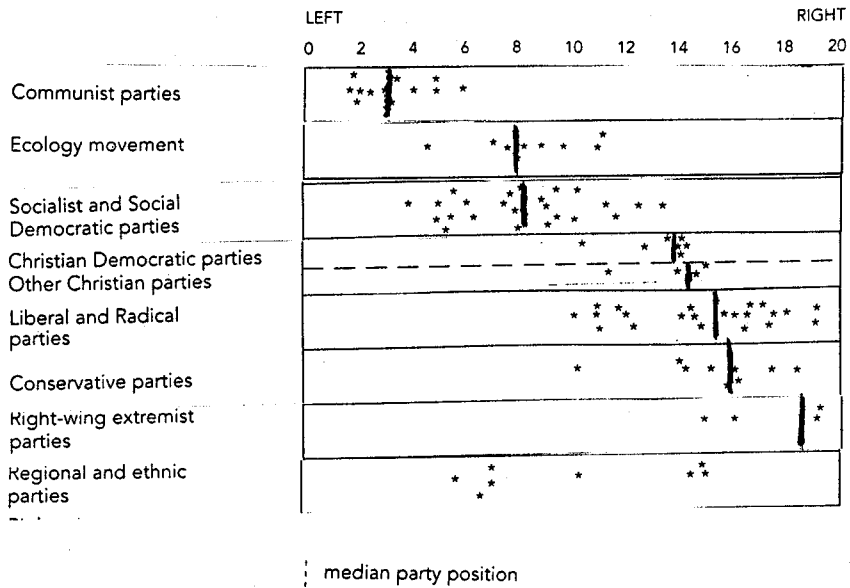 LEFT RIGHT
0 2 4 6 8 10 12 14 16 18 20
Communist parties
Ecology movement
Socialist and Social
Democratic parties
Christian Democratic parties
Other Christian parties
Liberal and Radical
parties
Conservative parties
Right-wing extremist
parties
Regional and ethnic
parties
median party position